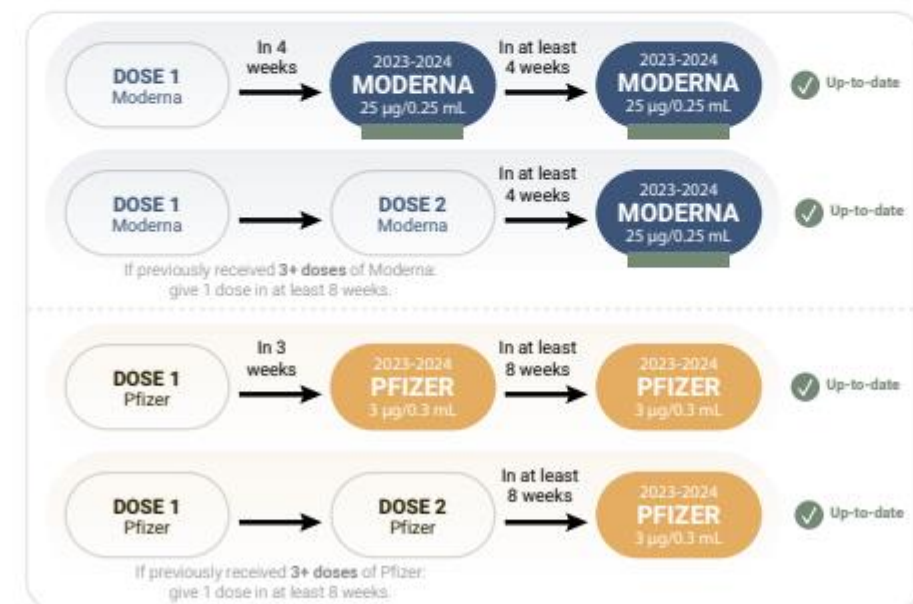 In 4
weeks
In at least
4 weeks
DOSE 1
Moderna
2023-2024
MODERNA
25 µg/0.25 mL
2023-2024
MODERNA
25 µg/0.25 mL
Up-to-date
In at least
4 weeks
DOSE 1
Moderna
DOSE 2
Moderna
2023-2024
MODERNA
25 µg/0.25 mL
Up-to-date
If previously received 3+ doses of Moderna:
give 1 dose in at least 8 weeks.
In 3
weeks
In at least
8 weeks
DOSE 1
Pfizer
2023-2024
PFIZER
3 µg/0.3 mL
2023-2024
PFIZER
3 µg/0.3 mL
Up-to-date
In at least
8 weeks
DOSE 1
Pfizer
DOSE 2
Pfizer
2023-2024
PFIZER
3 µg/0.3 mL
Up-to-date
If previously received 3+ doses of Pfizer:
give 1 dose in at least 8 weeks.